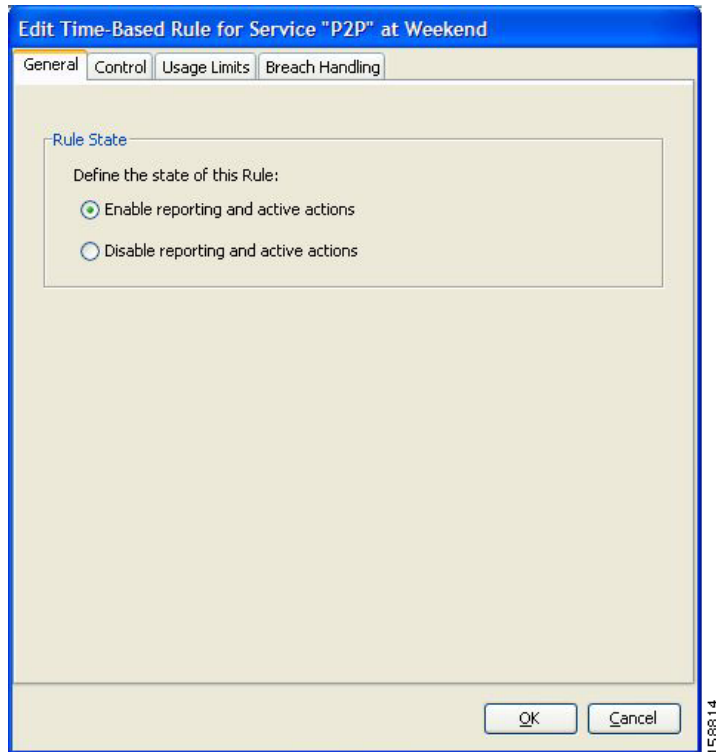 Edit Time-Based Rule for Service "P2P" at Weekend
General Control Usage Limits Breach Handling
Rule State
Define the state of this Rule:
Enable reporting and active actions
Disable reporting and active actions
OK Cancel
158814